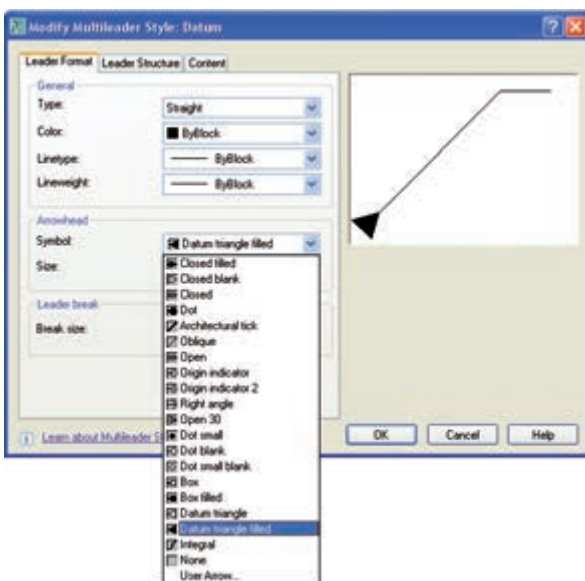 Modify Multileader Style: Datum
Leader Format Leader Structure Content
General
Type: Straight
Color: ByBlock
Linetype: ByBlock
Lineweight: ByBlock
Arrowhead
Symbol: Datum triangle filled
Size:
Closed filled
Closed blank
Closed
Dot
Architectural tick
Oblique
Open
Origin indicator
Origin indicator 2
Right angle
Open 30
Dot small
Dot blank
Dot small blank
Box
Box filled
Datum triangle
Datum triangle filled
Integral
None
User Arrow...
Leader break
Break size:
Learn about Multileader S
OK Cancel Help